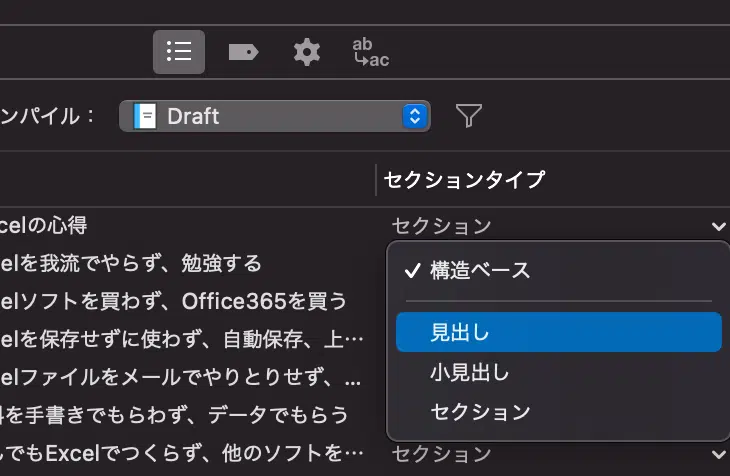 ab
ac
ンパイル:
Draft
セクションタイプ
celの心得
セクション
elを我流でやらず、勉強する
構造ベース
elソフトを買わず、Office365を買う
見出し
elを保存せずに使わず、自動保存、上…
小見出し
elファイルをメールでやりとりせず、...
セクション
を手書きでもらわず、データでもらう
でもExcelでつくらず、他のソフトを…
セクション